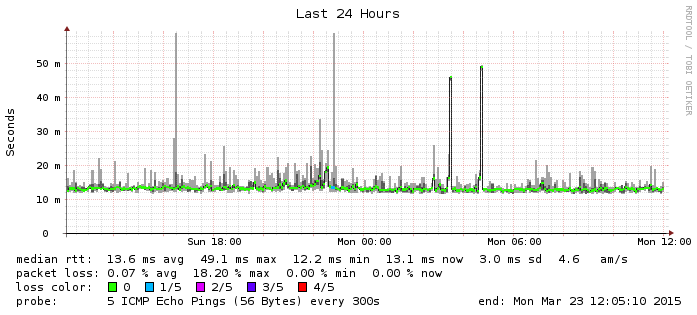 Last 24 Hours
RRDTOOL / TOBI OETIKER
Seconds
50 m
40 m
30 m
20 m
10 m
0
Sun 18:00 Mon 00:00 Mon 06:00 Mon 12:00
median rtt: 13.6 ms avg 49.1 ms max 12.2 ms min 13.1 ms now 3.0 ms sd 4.6 am/s
packet loss: 0.07 % avg 18.20 % max 0.00 % min 0.00 % now
loss color: 0 1/5 2/5 3/5 4/5
probe: 5 ICMP Echo Pings (56 Bytes) every 300s end: Mon Mar 23 12:05:10 2015